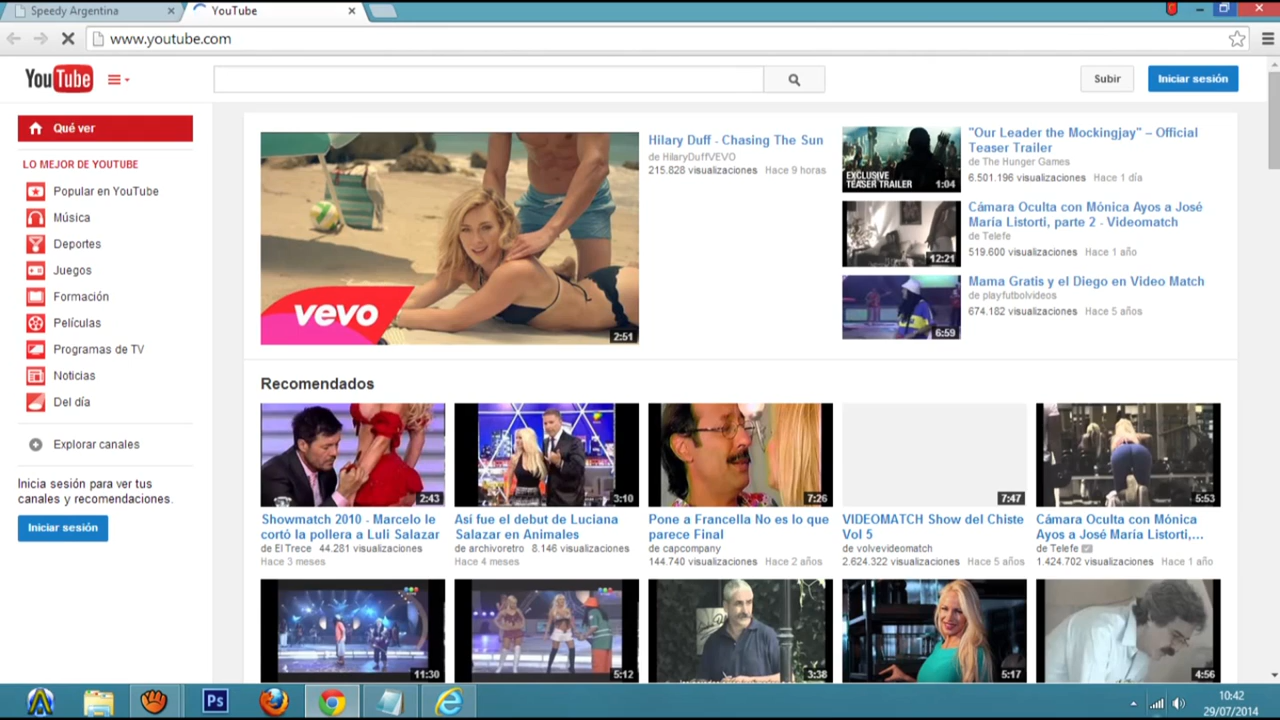 Speedy Argentina
YouTube
www.youtube.com
YouTube
Subir
Iniciar sesión
Qué ver
LO MEJOR DE YOUTUBE
Popular en YouTube
Música
Deportes
Juegos
Formación
Películas
Programas de TV
Noticias
Del día
Explorar canales
Inicia sesión para ver tus
canales y recomendaciones.
Iniciar sesión
vevo
2:51
Hilary Duff - Chasing The Sun
de HilaryDuffVEVO
215.828 visualizaciones Hace 9 horas
EXCLUSIVE
TEASER TRAILER
1:04
"Our Leader the Mockingjay" – Official
Teaser Trailer
de The Hunger Games
6.501.196 visualizaciones Hace 1 día
12:21
Cámara Oculta con Mónica Ayos a José
María Listorti, parte 2 - Videomatch
de Telefe
519.600 visualizaciones Hace 1 año
6:59
Mama Gratis y el Diego en Video Match
de playfutbolvideos
674.182 visualizaciones Hace 5 años
Recomendados
2:43
Showmatch 2010 - Marcelo le
cortó la pollera a Luli Salazar
de El Trece 44.281 visualizaciones
Hace 3 meses
3:10
Así fue el debut de Luciana
Salazar en Animales
de archivoretro 8.146 visualizaciones
Hace 4 meses
7:26
Pone a Francella No es lo que
parece Final
de capcompany
144.740 visualizaciones Hace 2 años
7:47
VIDEOMATCH Show del Chiste
Vol 5
de volvevideomatch
2.624.322 visualizaciones Hace 5 años
5:53
Cámara Oculta con Mónica
Ayos a José María Listorti,...
de Telefe
1.424.702 visualizaciones Hace 1 año
11:30
5:12
3:38
5:17
4:56
Ps
10:42
29/07/2014